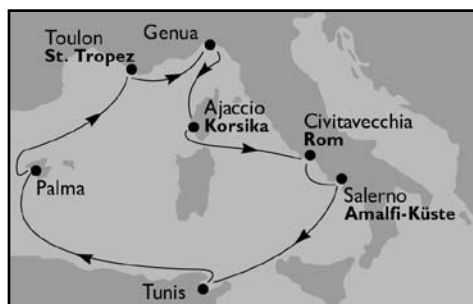 Toulon
St. Tropez
Genua
Ajaccio
Korsika
Civitavecchia
Rom
Palma
Salerno
Amalfi-Küste
Tunis